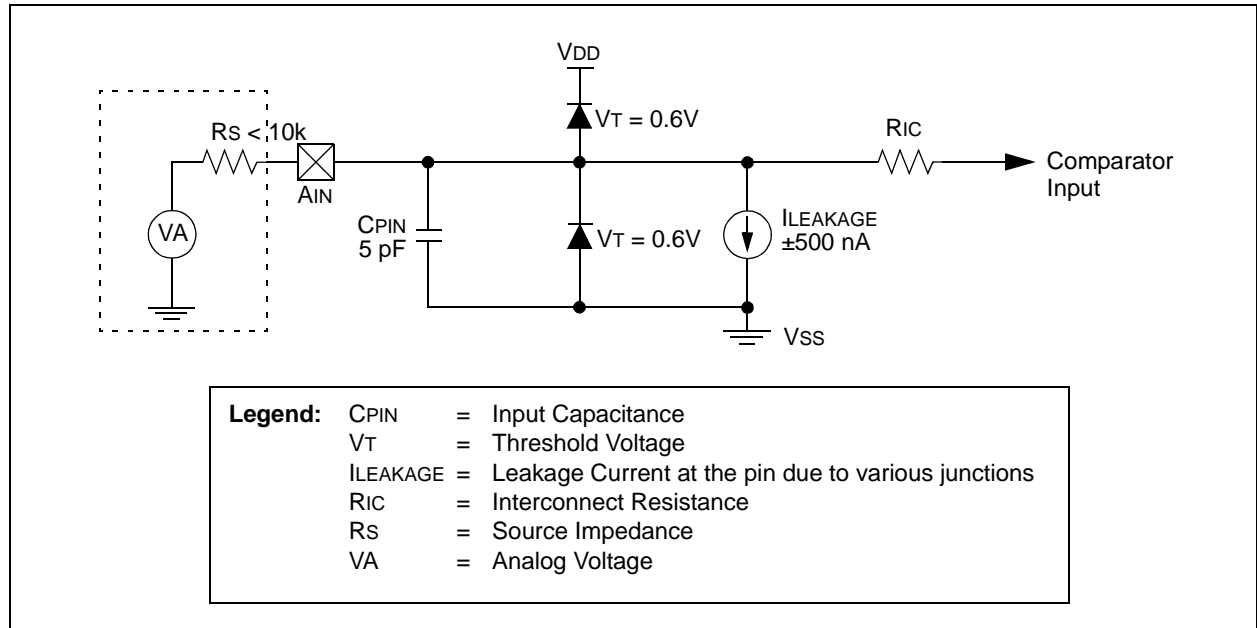 VDD
VT = 0.6V
RS < 10k
RIC
AIN
Comparator
Input
VA
CPIN
5 pF
VT = 0.6V
ILEAKAGE
±500 nA
VSS
Legend: CPIN = Input Capacitance
VT = Threshold Voltage
ILEAKAGE = Leakage Current at the pin due to various junctions
RIC = Interconnect Resistance
RS = Source Impedance
VA = Analog Voltage